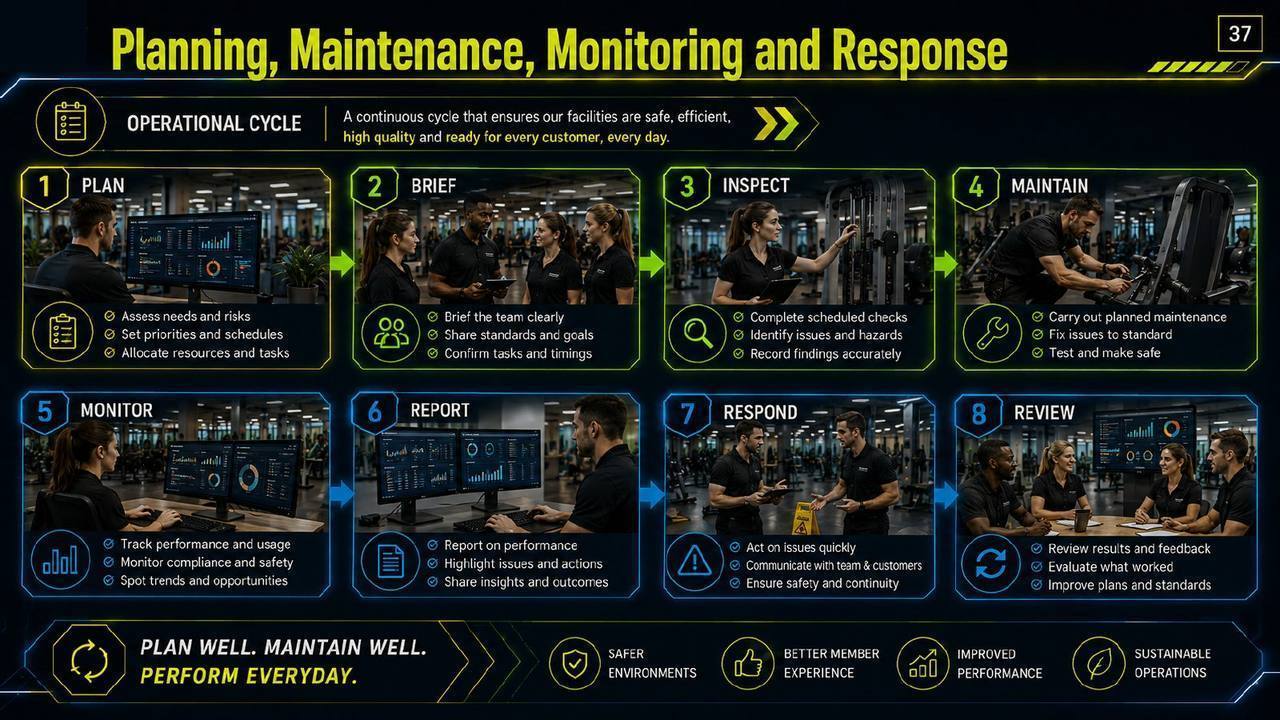 Planning, Maintenance, Monitoring and Response
37
OPERATIONAL CYCLE
A continuous cycle that ensures our facilities are safe, efficient,
high quality and ready for every customer, every day.
1 PLAN
Assess needs and risks
Set priorities and schedules
Allocate resources and tasks
2 BRIEF
Brief the team clearly
Share standards and goals
Confirm tasks and timings
3 INSPECT
Complete scheduled checks
Identify issues and hazards
Record findings accurately
4 MAINTAIN
Carry out planned maintenance
Fix issues to standard
Test and make safe
5 MONITOR
Track performance and usage
Monitor compliance and safety
Spot trends and opportunities
6 REPORT
Report on performance
Highlight issues and actions
Share insights and outcomes
7 RESPOND
Act on issues quickly
Communicate with team & customers
Ensure safety and continuity
8 REVIEW
Review results and feedback
Evaluate what worked
Improve plans and standards
PLAN WELL. MAINTAIN WELL.
PERFORM EVERYDAY.
SAFER
ENVIRONMENTS
BETTER MEMBER
EXPERIENCE
IMPROVED
PERFORMANCE
SUSTAINABLE
OPERATIONS